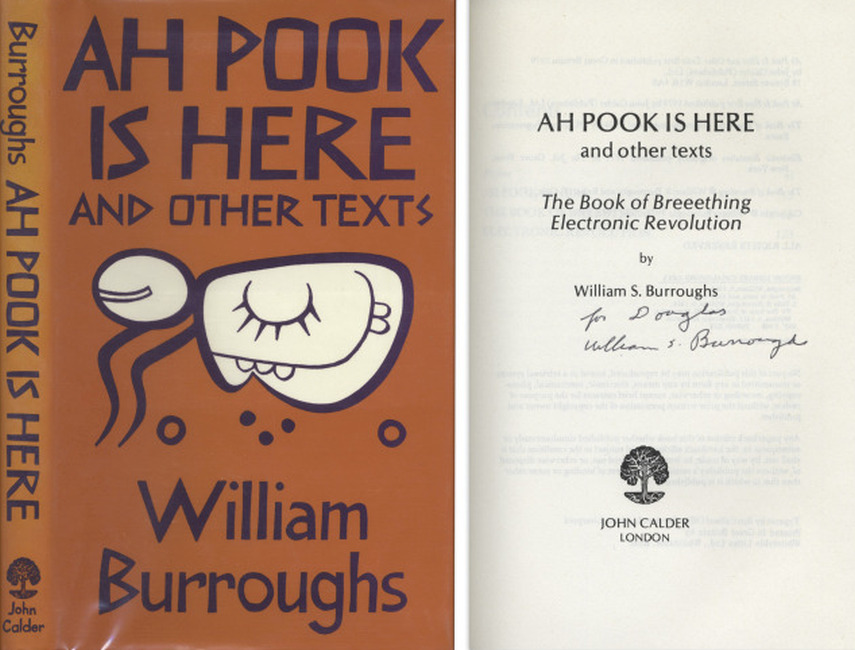 Burroughs AH POOK IS HERE
John
Calder
AH POOK
IS HERE
AND OTHER TEXTS
William
Burroughs
AH POOK IS HERE
and other texts
The Book of Breeething
Electronic Revolution
by
William S. Burroughs
for Douglas
William S. Burroughs
JOHN CALDER
LONDON